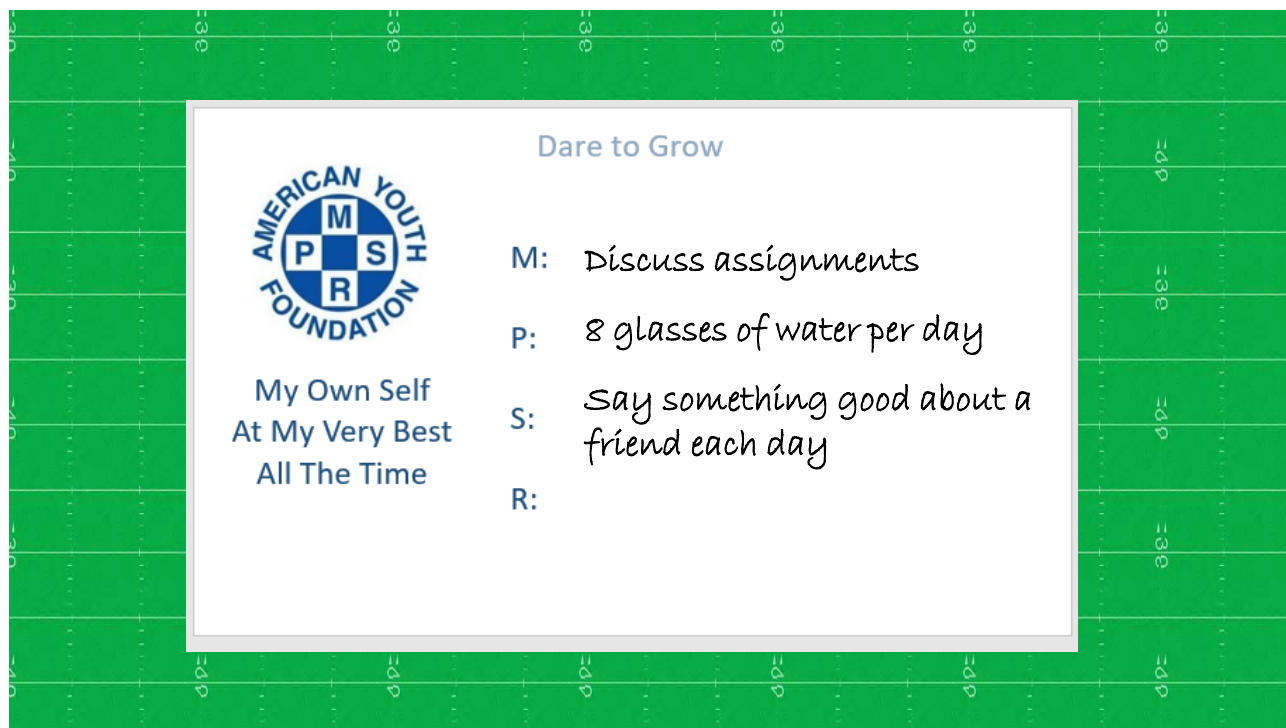 Dare to Grow
AMERICAN YOUTH
FOUNDATION
M
P S
R
My Own Self
At My Very Best
All The Time
M: Discuss assignments
P: 8 glasses of water per day
S: Say something good about a
friend each day
R: